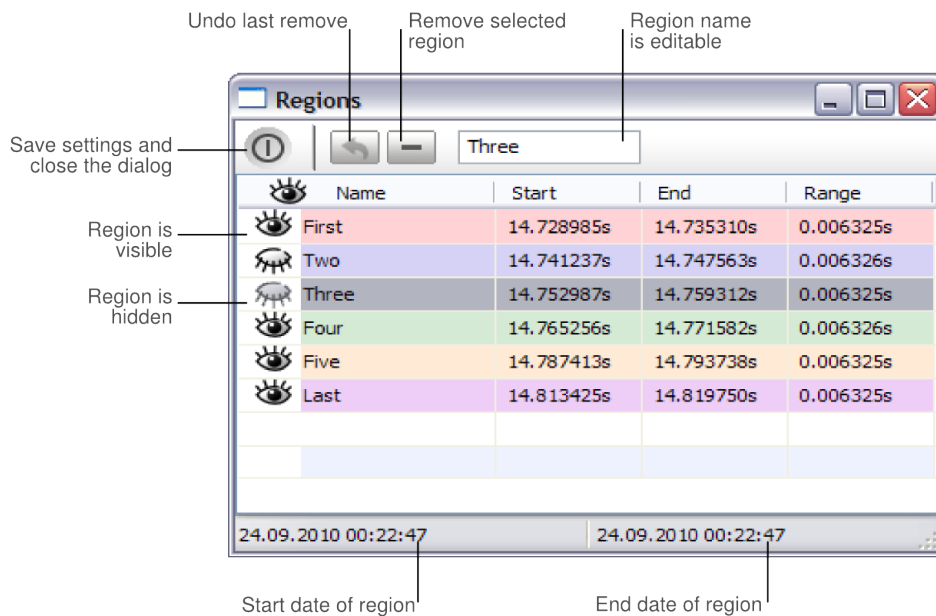 Undo last remove
Remove selected
region
Region name
is editable
Regions
Save settings and
close the dialog
Three
Name Start End Range
Region is
visible
First 14.728985s 14.735310s 0.006325s
Two 14.741237s 14.747563s 0.006326s
Region is
hidden
Three 14.752987s 14.759312s 0.006325s
Four 14.765256s 14.771582s 0.006326s
Five 14.787413s 14.793738s 0.006325s
Last 14.813425s 14.819750s 0.006325s
24.09.2010 00:22:47 24.09.2010 00:22:47
Start date of region
End date of region